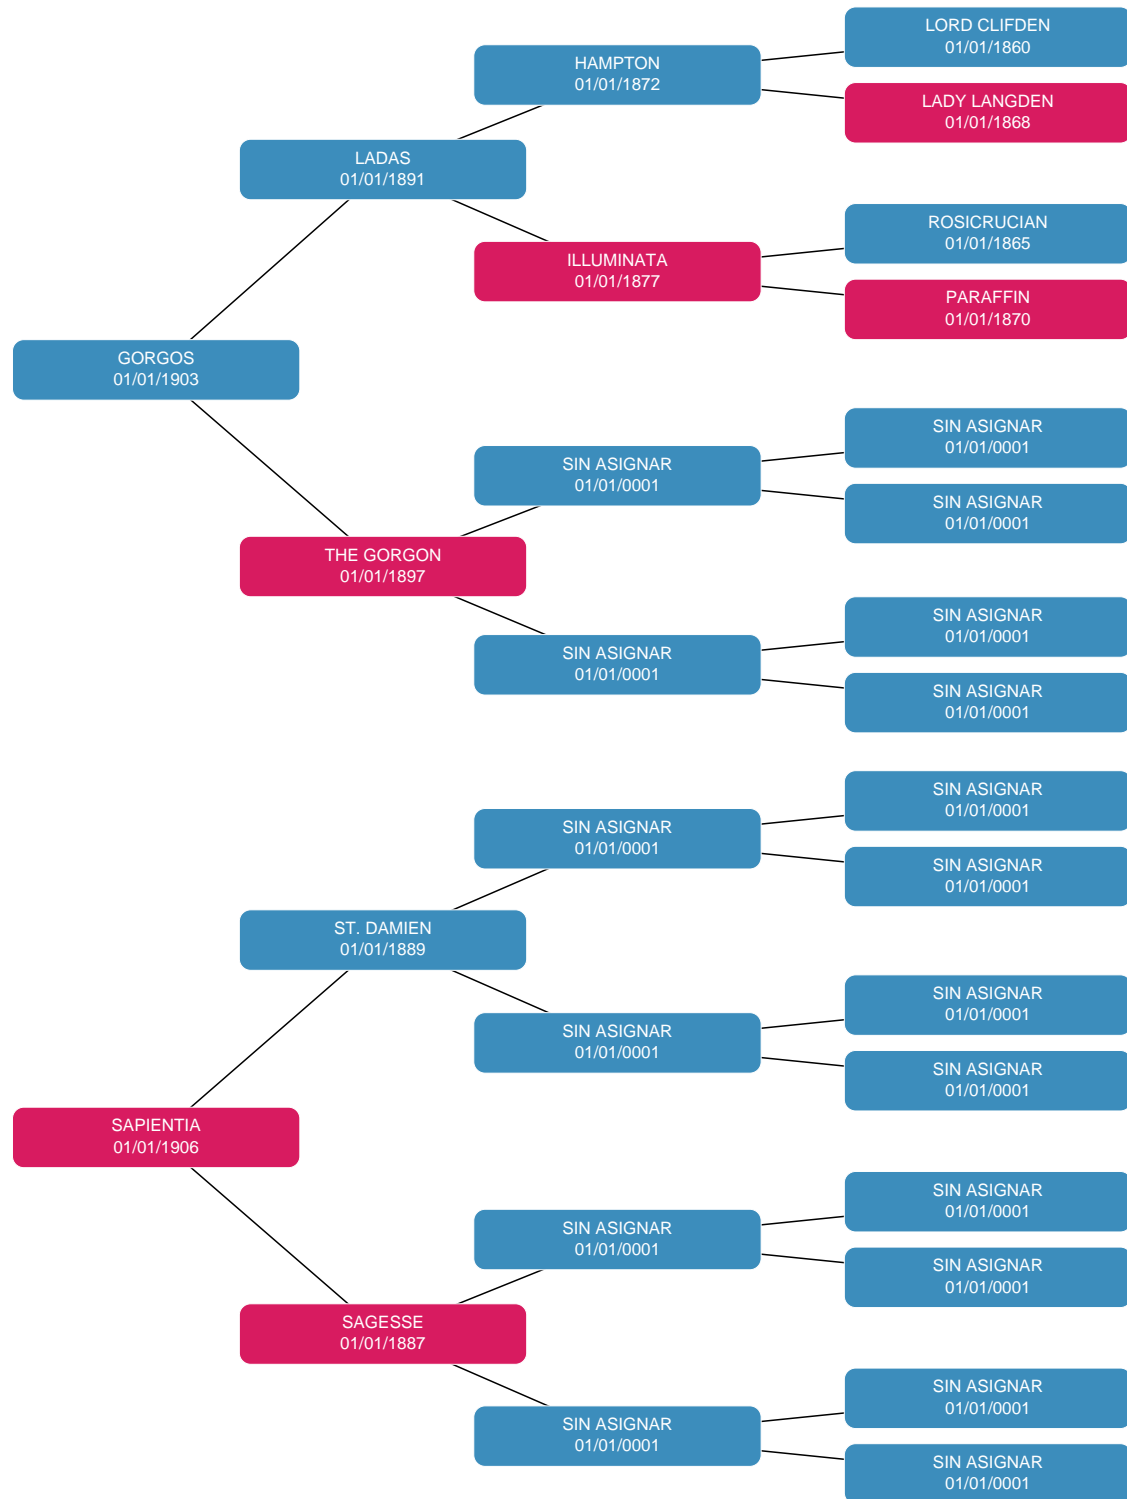 LORD CLIFDEN
01/01/1860
HAMPTON
01/01/1872
LADY LANGDEN
01/01/1868
LADAS
01/01/1891
ROSICRUCIAN
01/01/1865
ILLUMINATA
01/01/1877
PARAFFIN
01/01/1870
GORGOS
01/01/1903
SIN ASIGNAR
01/01/0001
SIN ASIGNAR
01/01/0001
SIN ASIGNAR
01/01/0001
THE GORGON
01/01/1897
SIN ASIGNAR
01/01/0001
SIN ASIGNAR
01/01/0001
SIN ASIGNAR
01/01/0001
SIN ASIGNAR
01/01/0001
SIN ASIGNAR
01/01/0001
SIN ASIGNAR
01/01/0001
ST. DAMIEN
01/01/1889
SIN ASIGNAR
01/01/0001
SIN ASIGNAR
01/01/0001
SIN ASIGNAR
01/01/0001
SAPIENTIA
01/01/1906
SIN ASIGNAR
01/01/0001
SIN ASIGNAR
01/01/0001
SIN ASIGNAR
01/01/0001
SAGESSE
01/01/1887
SIN ASIGNAR
01/01/0001
SIN ASIGNAR
01/01/0001
SIN ASIGNAR
01/01/0001